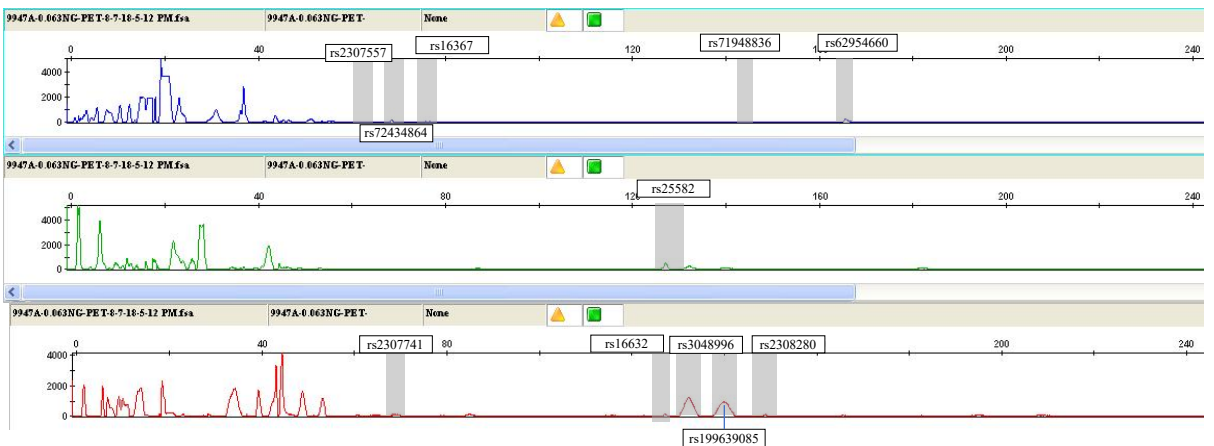 9947A-0.063NG-PET-8-7-18-5-12 PM.fsa 9947A-0.063NG-PET- None
rs2307557 rs16367 rs71948836 rs62954660
0 40 120 200 240
4000
2000
0
rs72434864
9947A-0.063NG-PET-8-7-18-5-12 PM.fsa 9947A-0.063NG-PET- None
rs25582
0 40 80 120 160 200 240
4000
2000
0
9947A-0.063NG-PET-8-7-18-5-12 PM.fsa 9947A-0.063NG-PET- None
rs2307741 rs16632 rs3048996 rs2308280
0 40 80 200 240
4000
2000
0
rs199639085